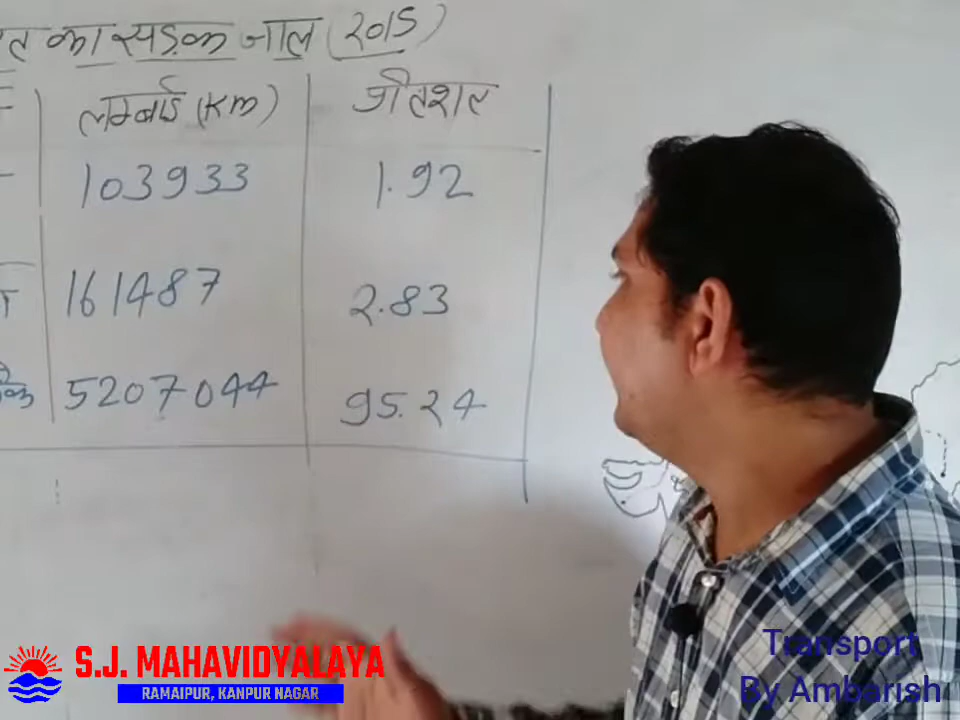 का सड़क जाल (2015)
लम्बाई (KM) प्रतिशत
103933 1.92
161487 2.83
5207044 95.24
S.J. MAHAVIDYALAYA
RAMAIPUR, KANPUR NAGAR
Transport
By Ambarish